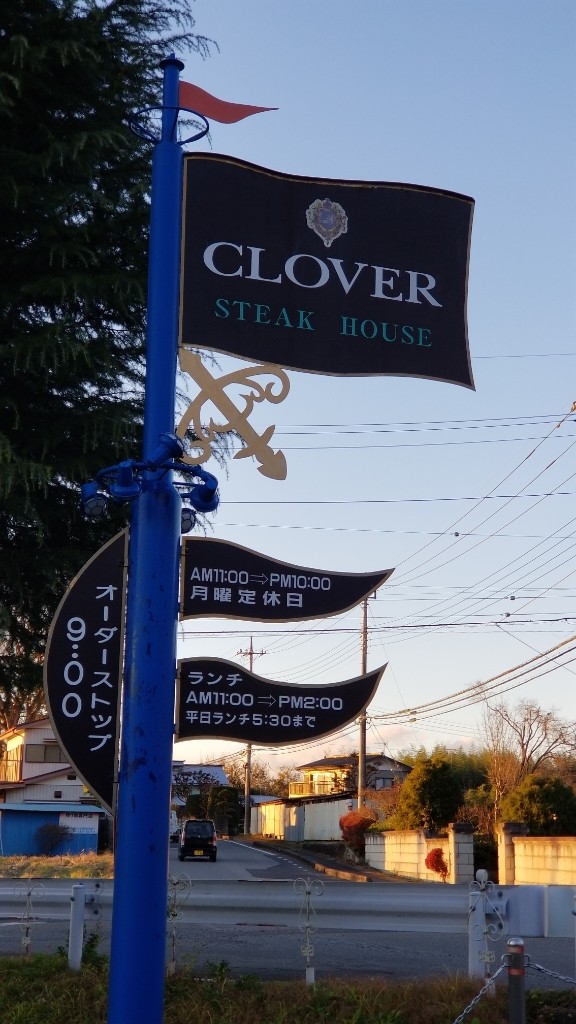 CLOVER
STEAK HOUSE
AM11:00⇒PM10:00
月曜定休日
ランチ
AM11:00⇒PM2:00
平日ランチ5:30まで
オーダーストップ
9:00